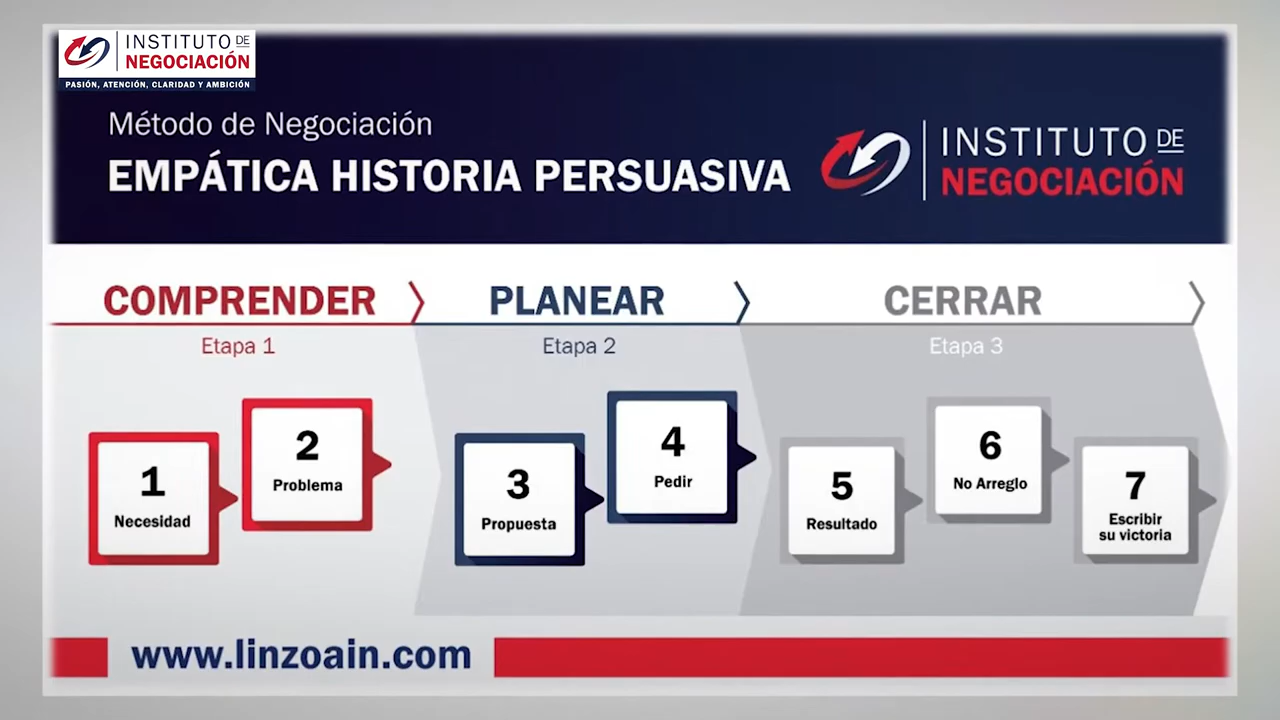 INSTITUTO DE
NEGOCIACIÓN
PASIÓN, ATENCIÓN, CLARIDAD Y AMBICIÓN
Método de Negociación
EMPÁTICA HISTORIA PERSUASIVA
INSTITUTO DE
NEGOCIACIÓN
COMPRENDER
Etapa 1
1
Necesidad
2
Problema
PLANEAR
Etapa 2
3
Propuesta
4
Pedir
CERRAR
Etapa 3
5
Resultado
6
No Arreglo
7
Escribir
su victoria
www.linzoain.com